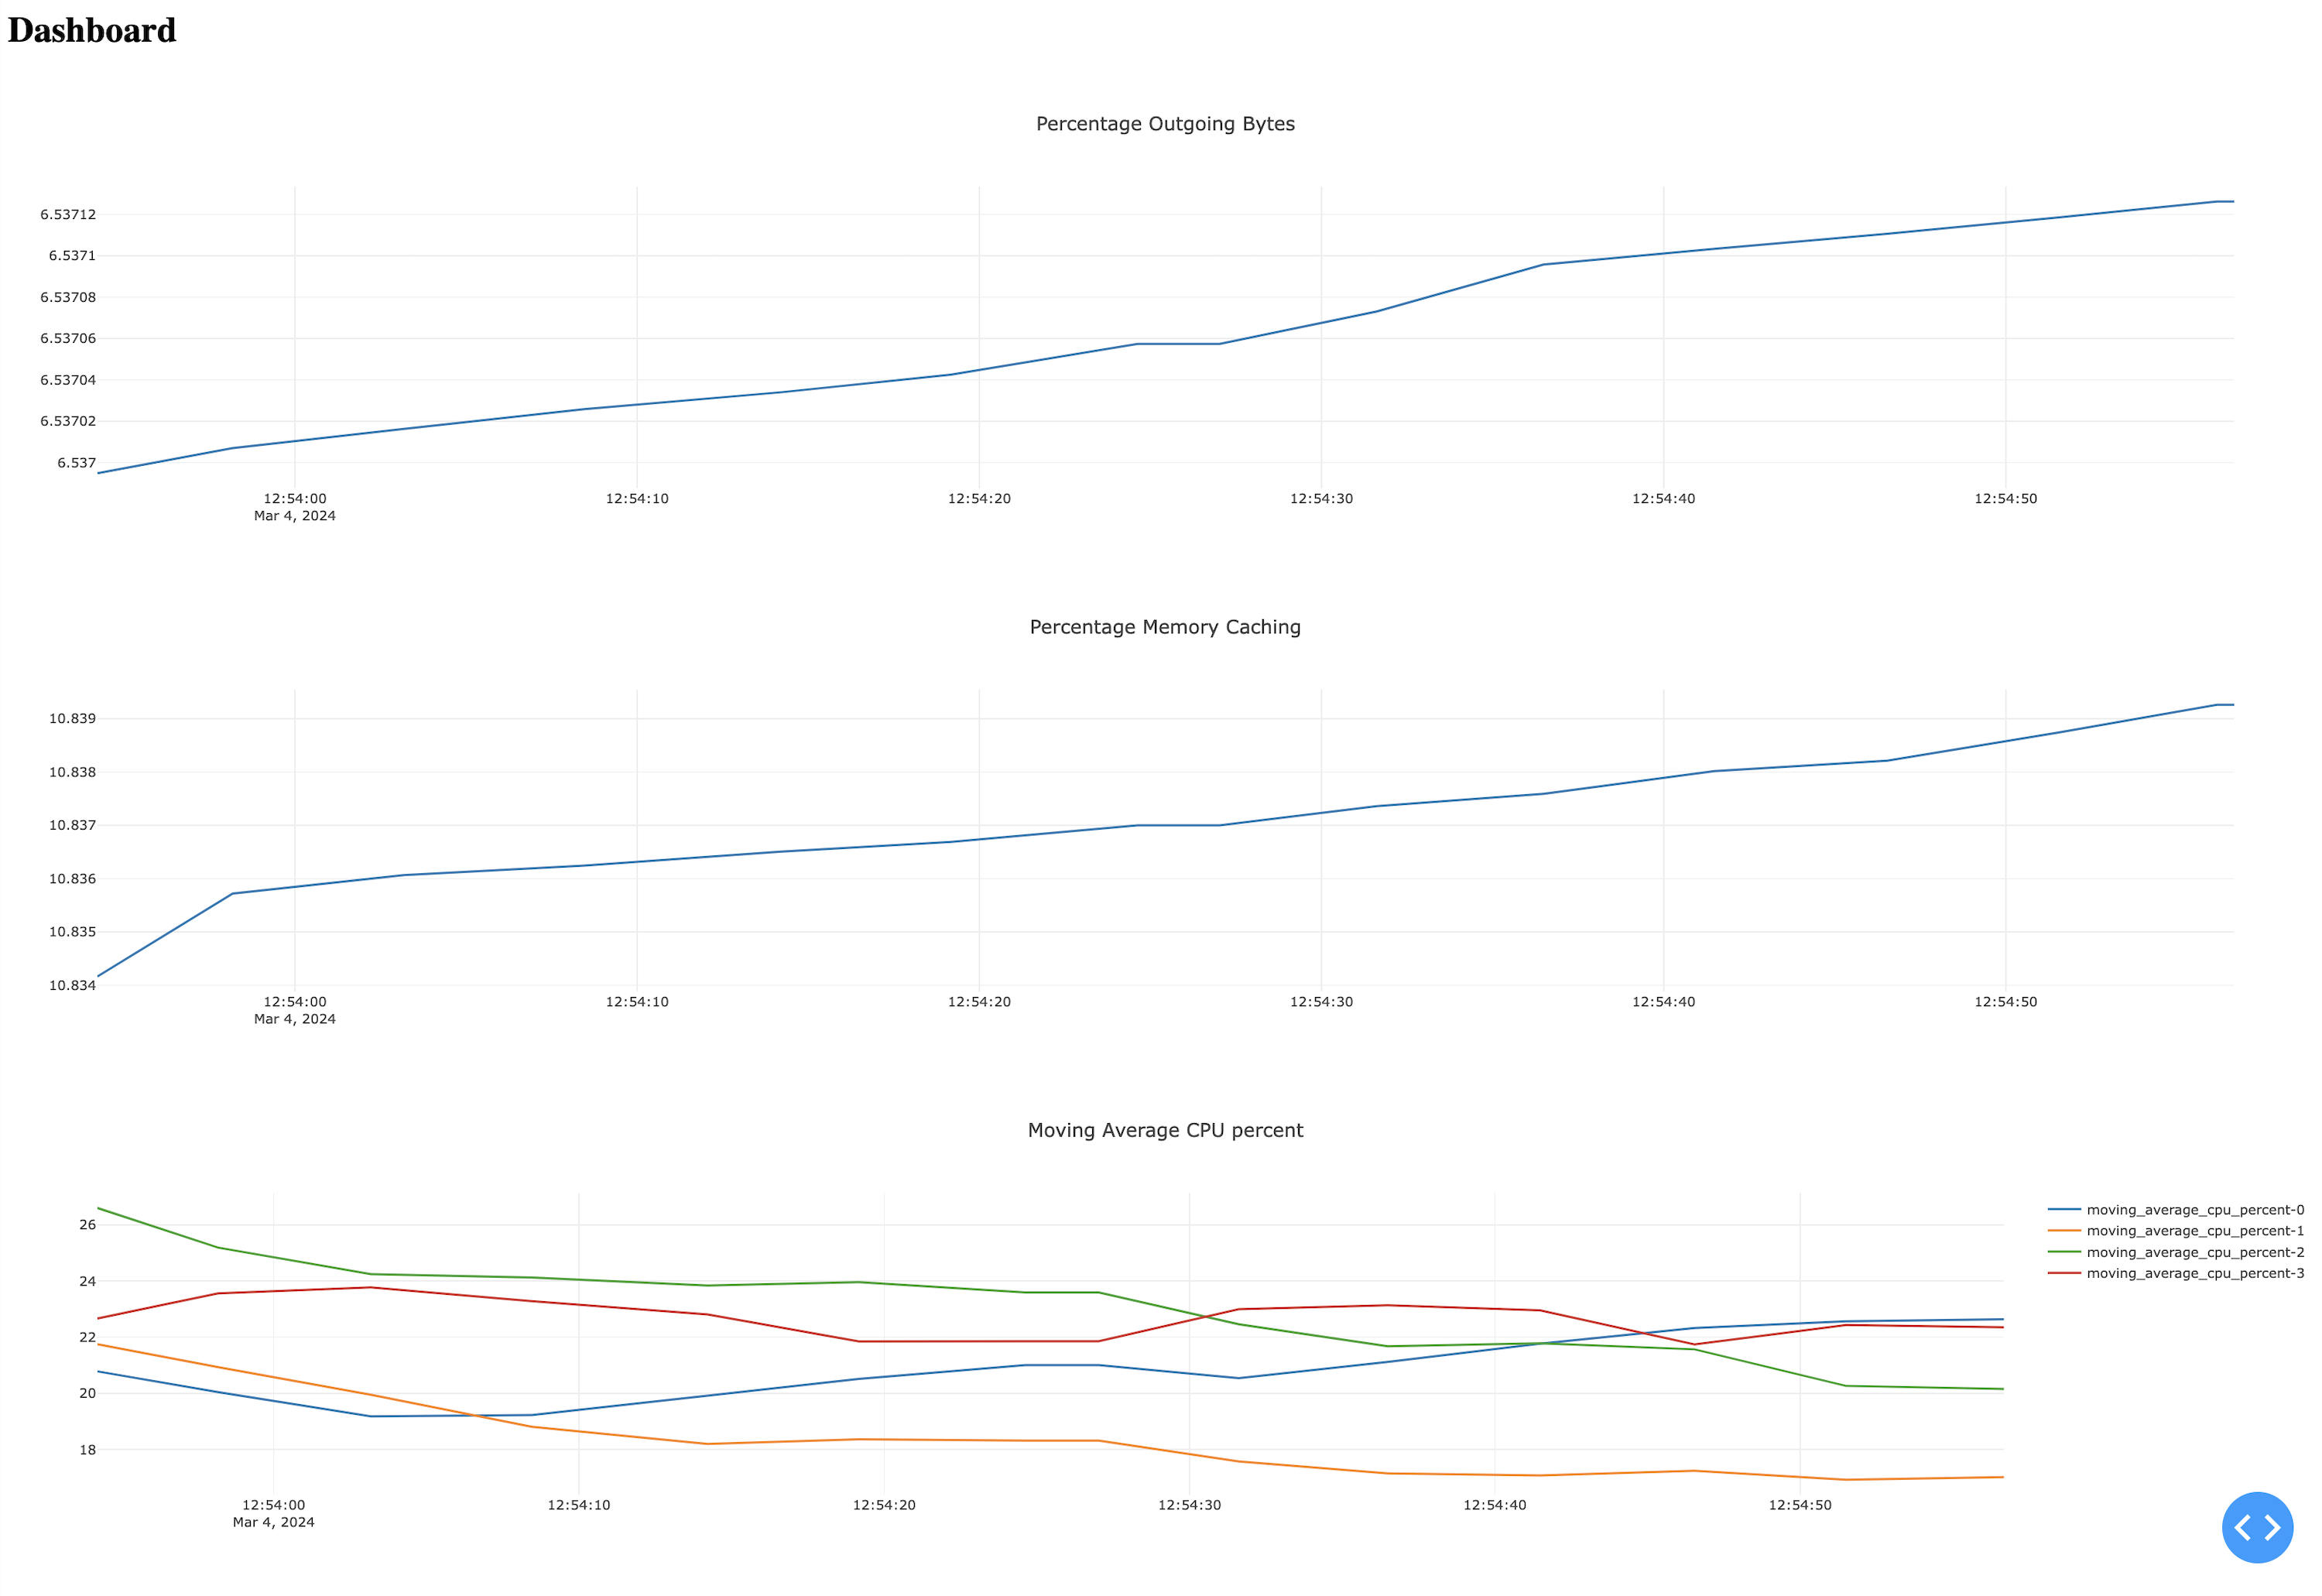 Dashboard
Percentage Outgoing Bytes
6.53712
6.5371
6.53708
6.53706
6.53704
6.53702
6.537
12:54:00 12:54:10 12:54:20 12:54:30 12:54:40 12:54:50
Mar 4, 2024
Percentage Memory Caching
10.839
10.838
10.837
10.836
10.835
10.834
12:54:00 12:54:10 12:54:20 12:54:30 12:54:40 12:54:50
Mar 4, 2024
Moving Average CPU percent
26
24
22
20
18
12:54:00 12:54:10 12:54:20 12:54:30 12:54:40 12:54:50
Mar 4, 2024
moving_average_cpu_percent-0
moving_average_cpu_percent-1
moving_average_cpu_percent-2
moving_average_cpu_percent-3